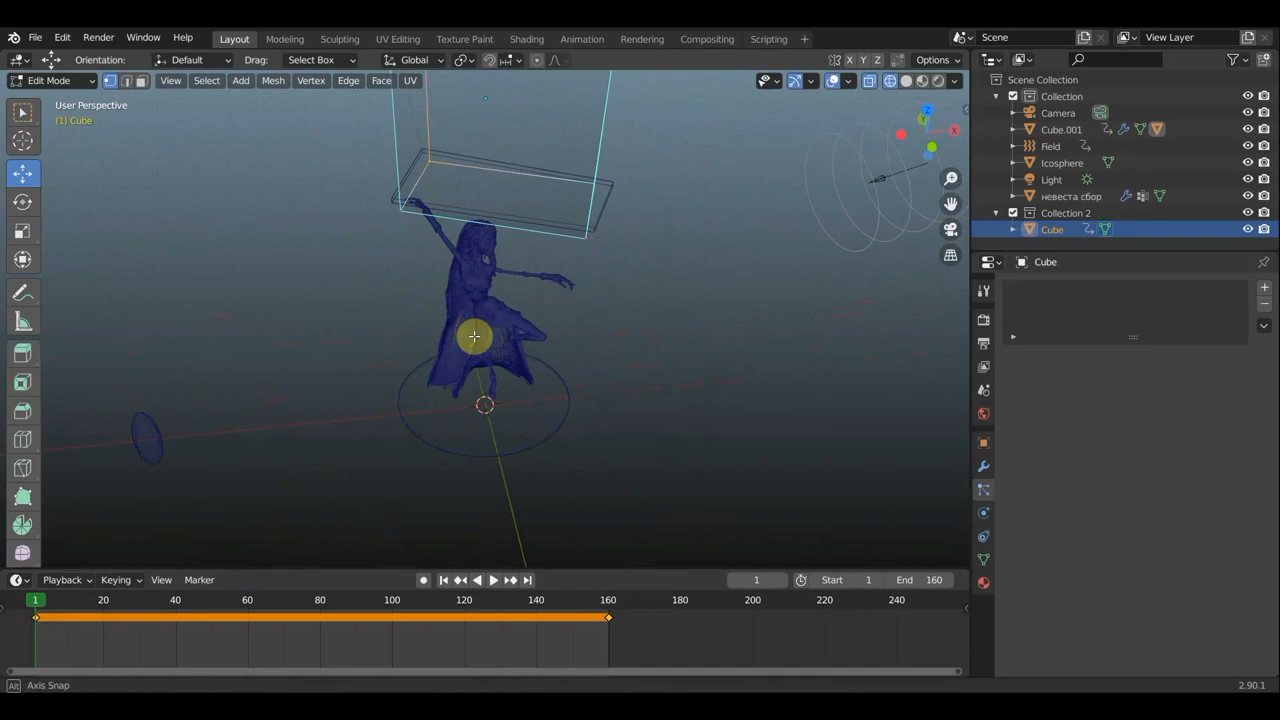 File Edit Render Window Help Layout Modeling Sculpting UV Editing Texture Paint Shading Animation Rendering Compositing Scripting + Scene View Layer
Orientation: Default Drag: Select Box Global X Y Z Options
Edit Mode View Select Add Mesh Vertex Edge Face UV
User Perspective
(1) Cube
X
Z
Scene Collection
Collection
Camera
Cube.001
Field
Icosphere
Light
невеста сбор
Collection 2
Cube
Cube
Playback Keying View Marker 1 Start 1 End 160
1 20 40 60 80 100 120 140 160 180 200 220 240
Alt Axis Snap 2.90.1